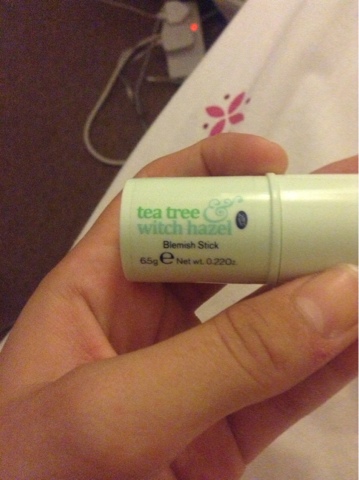 tea tree &
witch hazel
Blemish Stick
6.5g e Net wt. 0.22Oz.